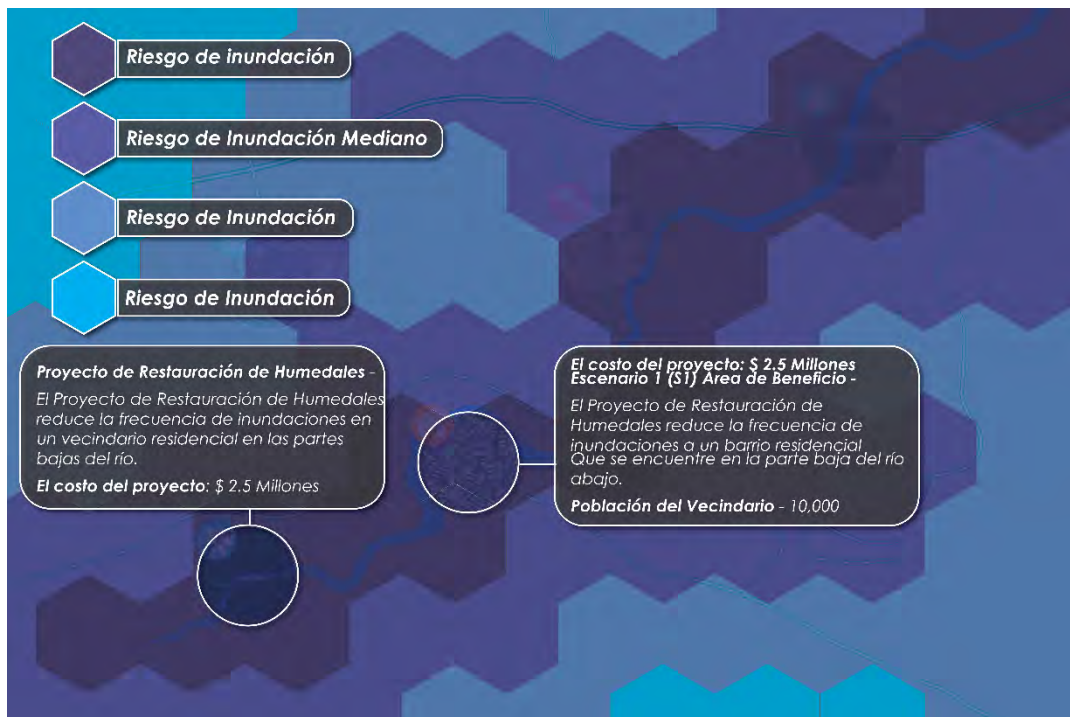 Riesgo de inundación
Riesgo de Inundación Mediano
Riesgo de Inundación
Riesgo de Inundación
Proyecto de Restauración de Humedales -
El Proyecto de Restauración de Humedales
reduce la frecuencia de inundaciones en
un vecindario residencial en las partes
bajas del río.
El costo del proyecto: $ 2.5 Millones
El costo del proyecto: $ 2.5 Millones
Escenario 1 (S1) Área de Beneficio -
El Proyecto de Restauración de
Humedales reduce la frecuencia de
inundaciones a un barrio residencial
Que se encuentre en la parte baja del río
abajo.
Población del Vecindario - 10,000